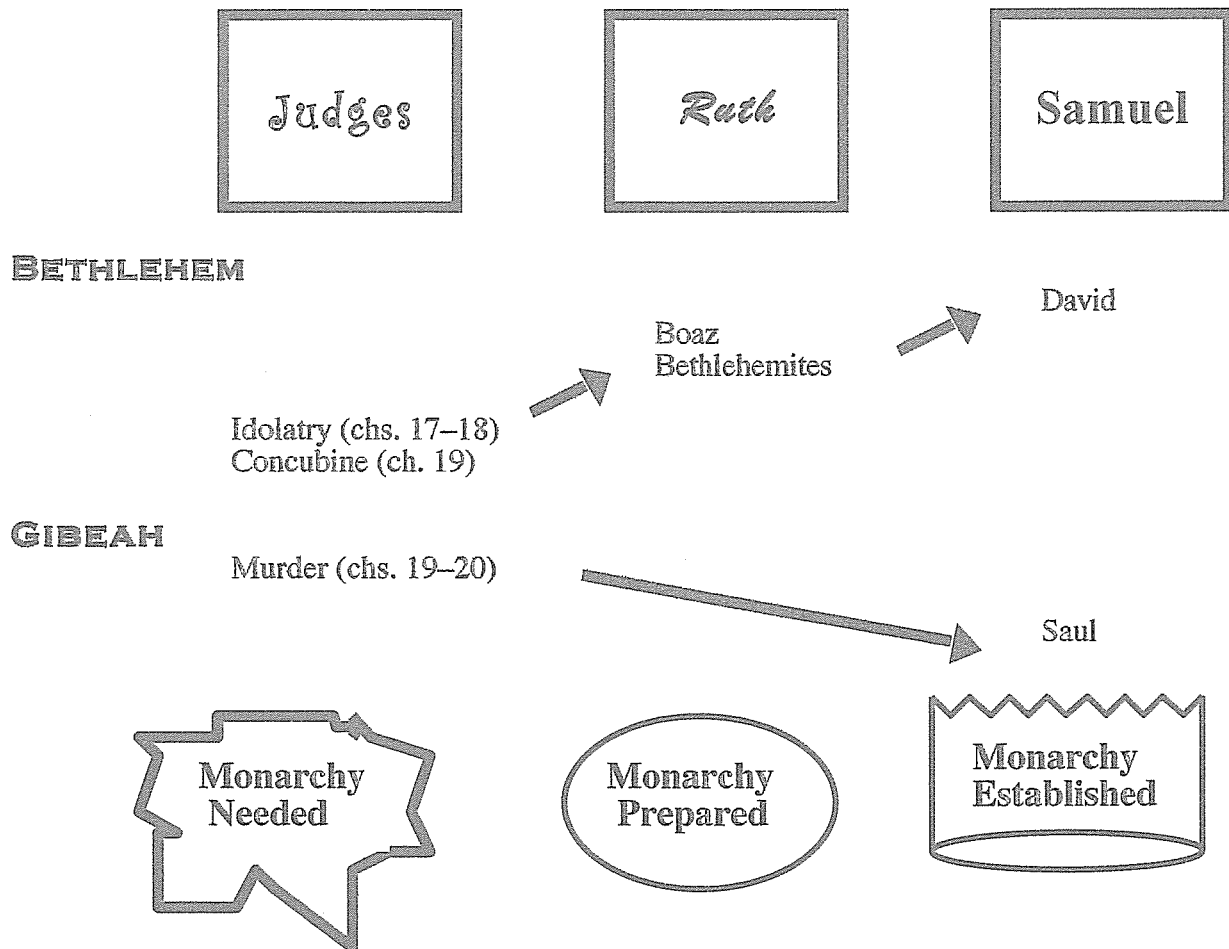 Judges
Ruth
Samuel
BETHLEHEM
David
Boaz
Bethlehemites
Idolatry (chs. 17–18)
Concubine (ch. 19)
GIBEAH
Murder (chs. 19–20)
Saul
Monarchy
Needed
Monarchy
Prepared
Monarchy
Established